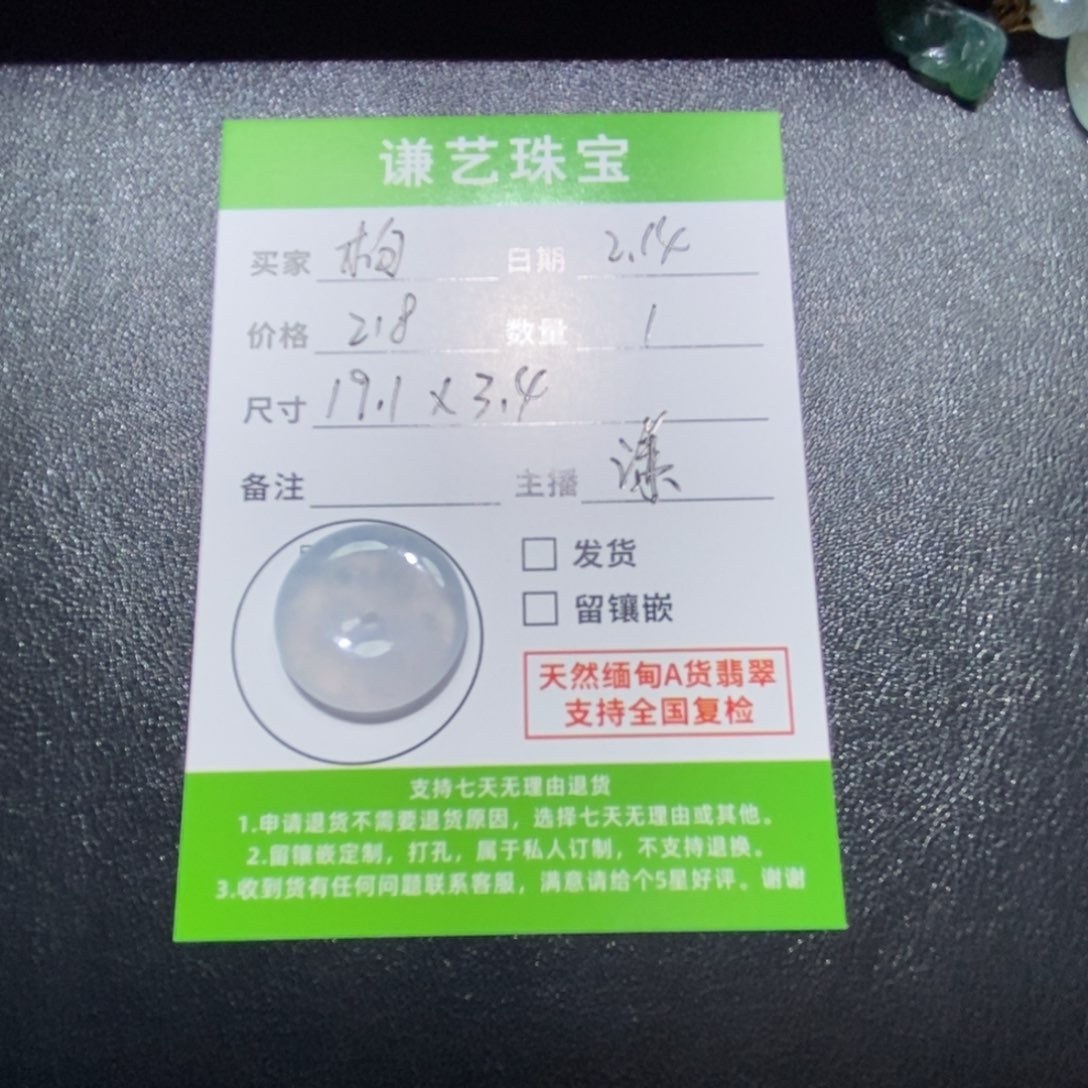 谦艺珠宝
买家 柏 日期 2.14
价格 218 数量 1
尺寸 19.1 x 3.4
备注 主播 漾
发货
留镶嵌
天然缅甸A货翡翠
支持全国复检
支持七天无理由退货
1.申请退货不需要退货原因，选择七天无理由或其他。
2.留镶嵌定制，打孔，属于私人订制，不支持退换。
3.收到货有任何问题联系客服，满意请给个5星好评。谢谢